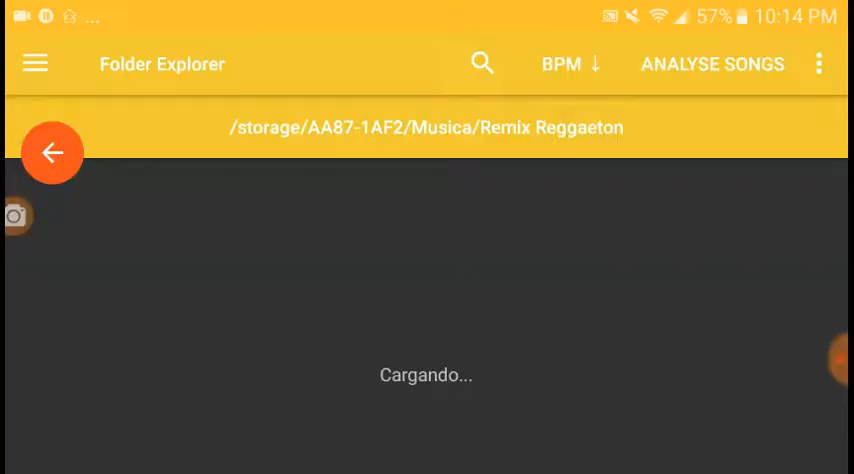 ... 57% 10:14 PM
Folder Explorer BPM ↓ ANALYSE SONGS
/storage/AA87-1AF2/Musica/Remix Reggaeton
Cargando...